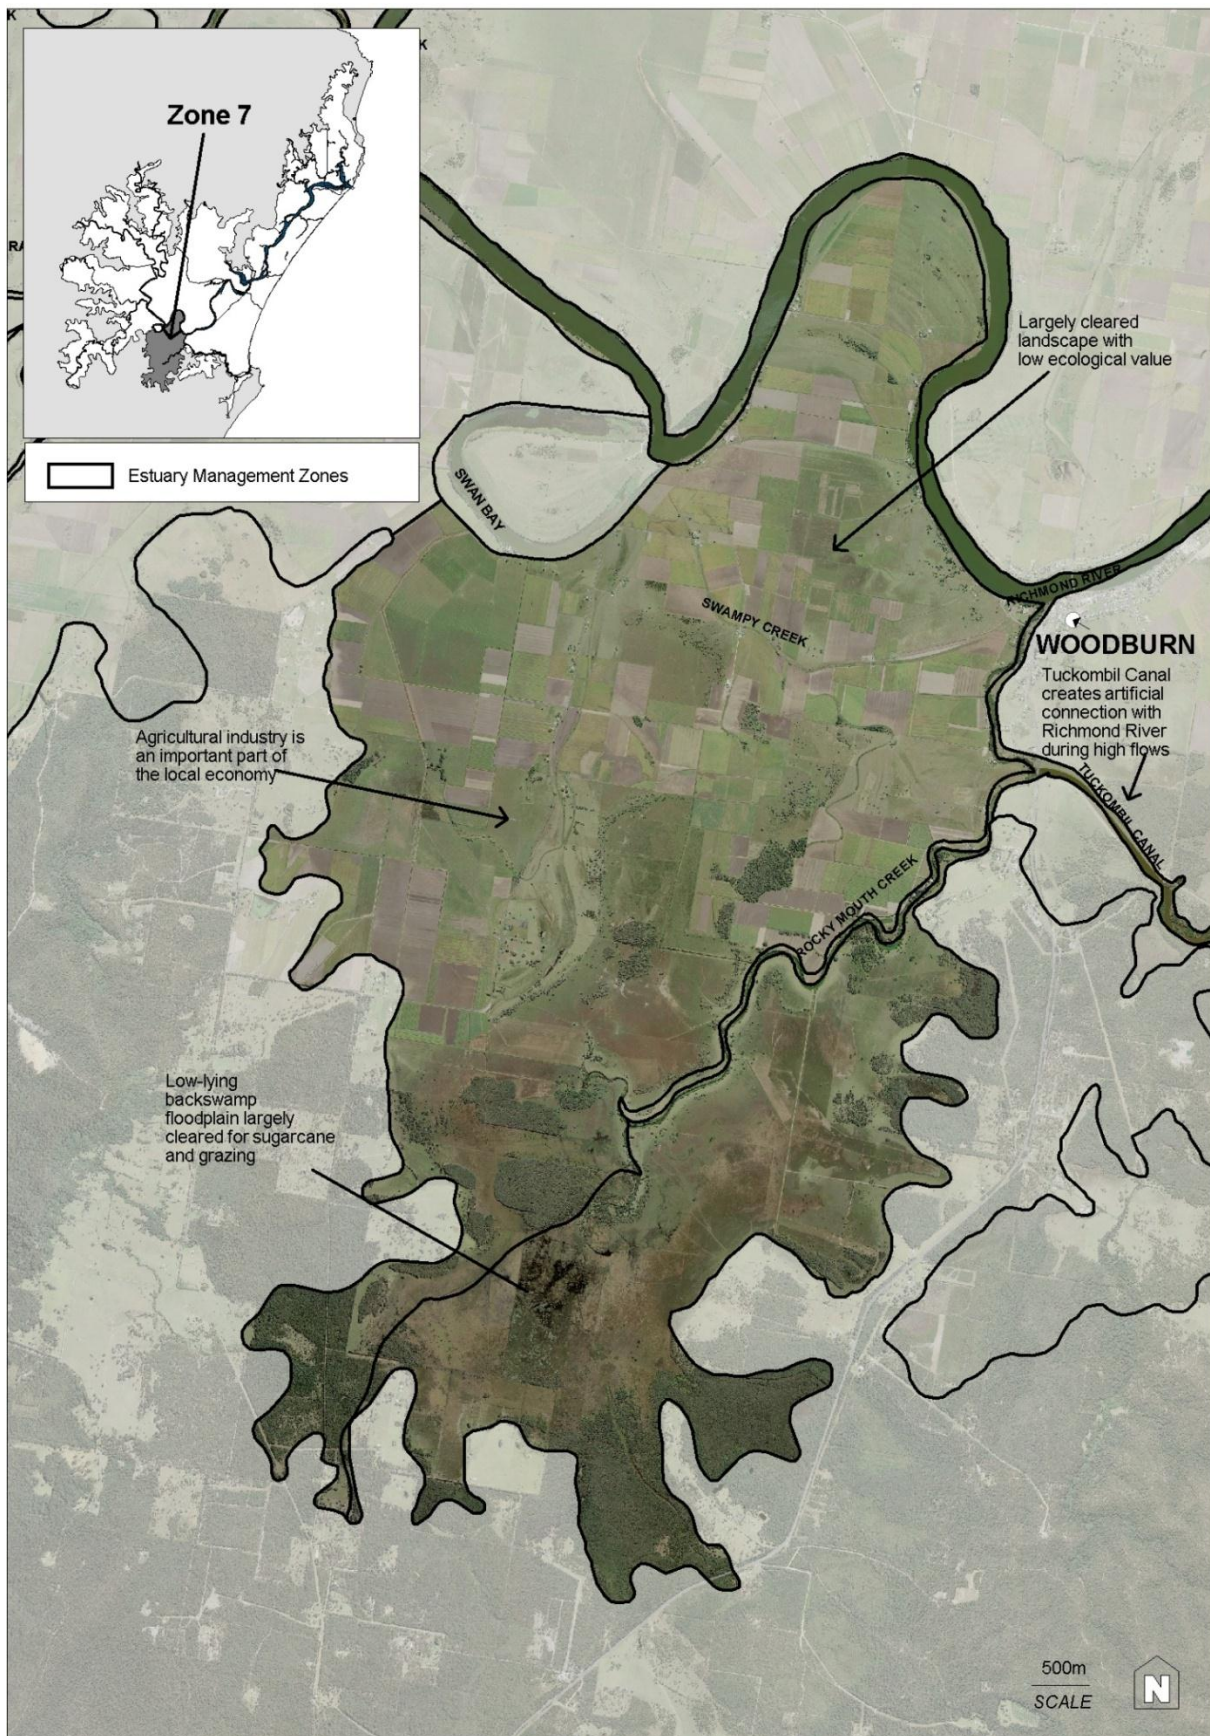 K
K
RA
Zone 7
Estuary Management Zones
SWAN BAY
Largely cleared
landscape with
low ecological value
RICHMOND RIVER
SWAMPY CREEK
WOODBURN
Tuckombil Canal
creates artificial
connection with
Richmond River
during high flows
TUCKOMBIL CANAL
Agricultural industry is
an important part of
the local economy
ROCKY MOUTH CREEK
Low-lying
backswamp
floodplain largely
cleared for sugarcane
and grazing
500m
SCALE
N